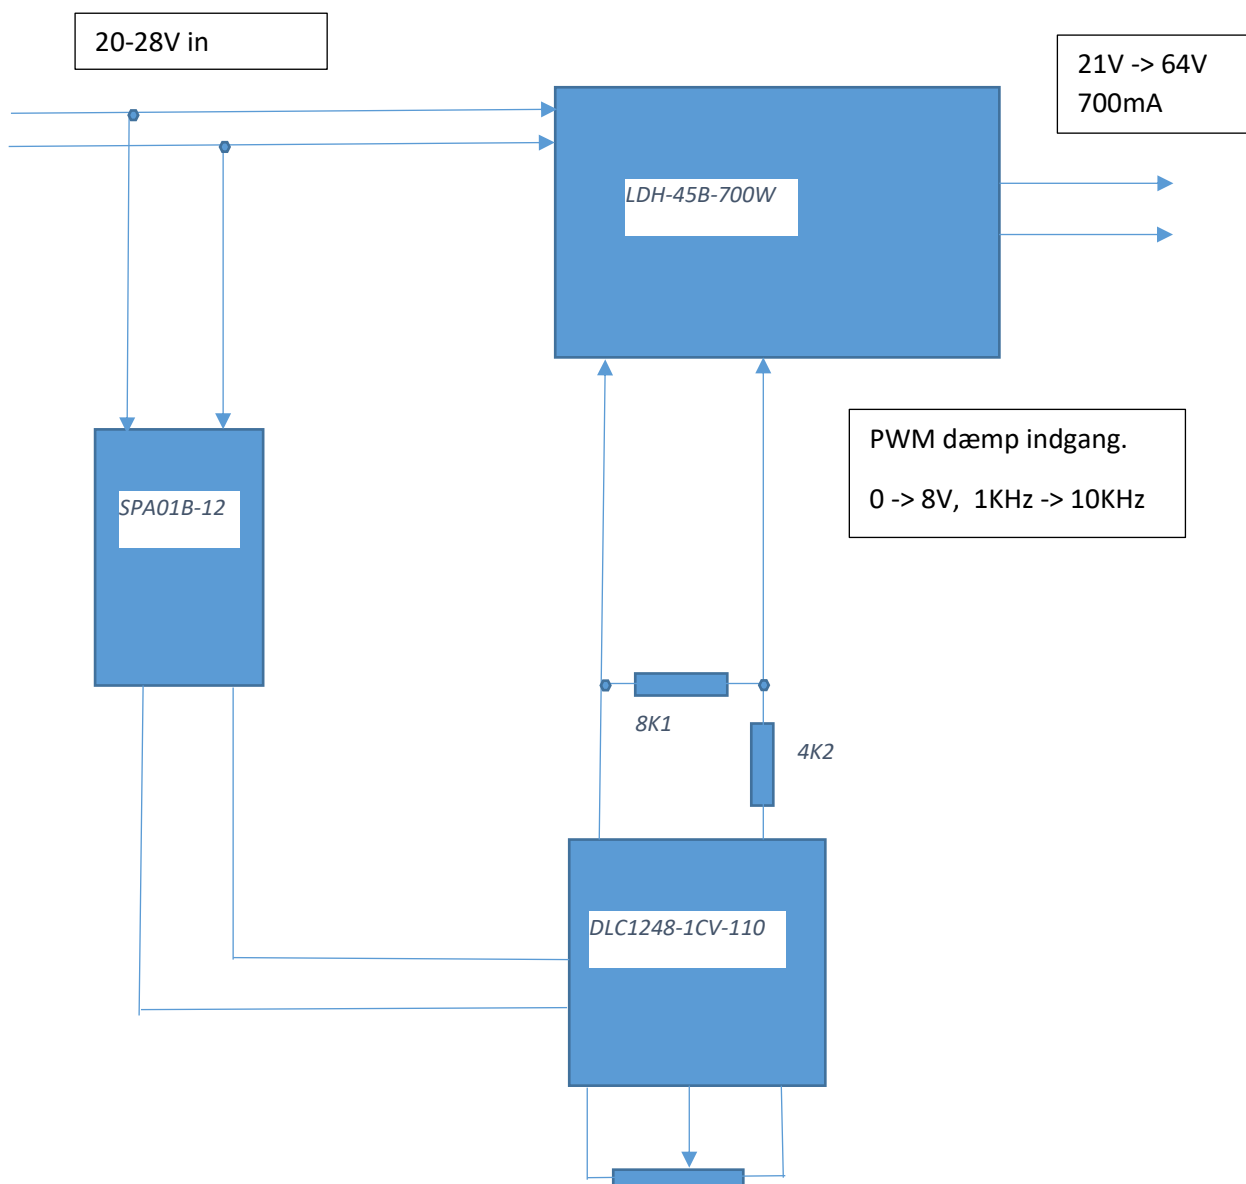 20-28V in
21V -> 64V
700mA
LDH-45B-700W
PWM dæmp indgang.
0 -> 8V, 1KHz -> 10KHz
SPA01B-12
8K1
4K2
DLC1248-1CV-110